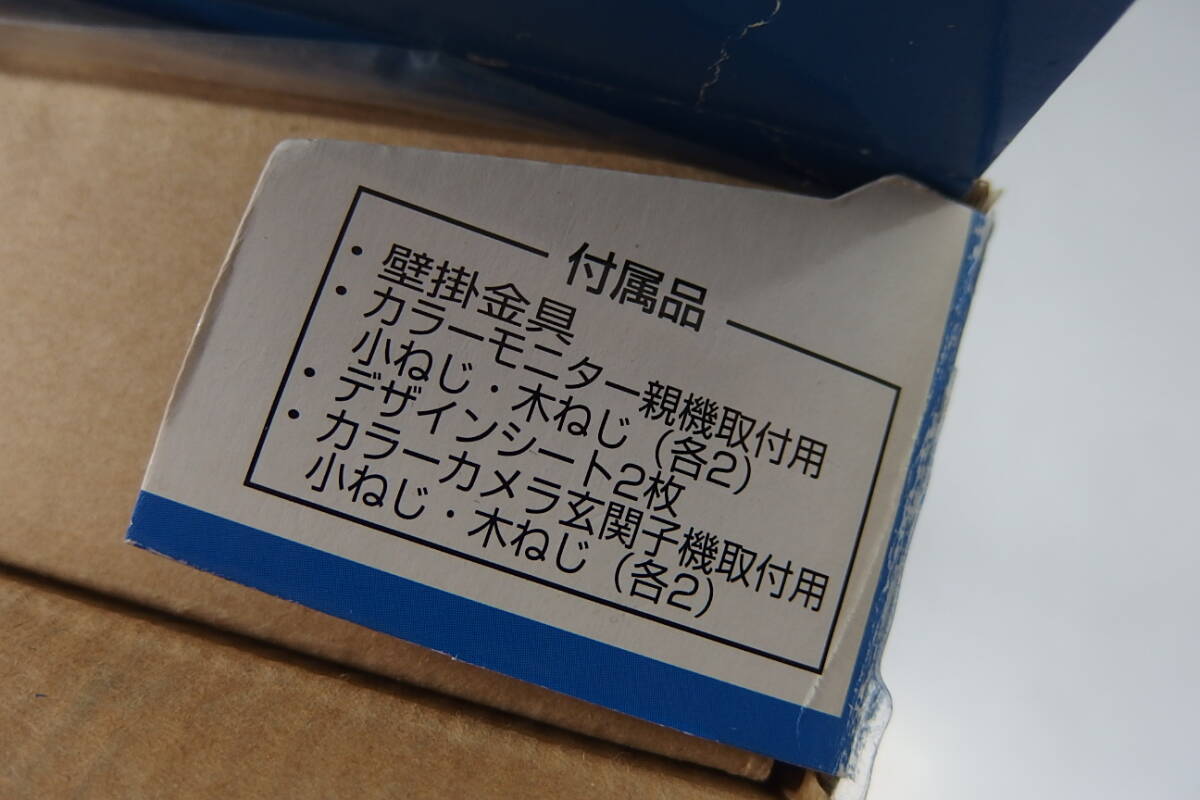 付属品
・壁掛金具
・カラーモニター親機取付用
小ねじ・木ねじ（各2）
・デザインシート2枚
・カラーカメラ玄関子機取付用
小ねじ・木ねじ（各2）